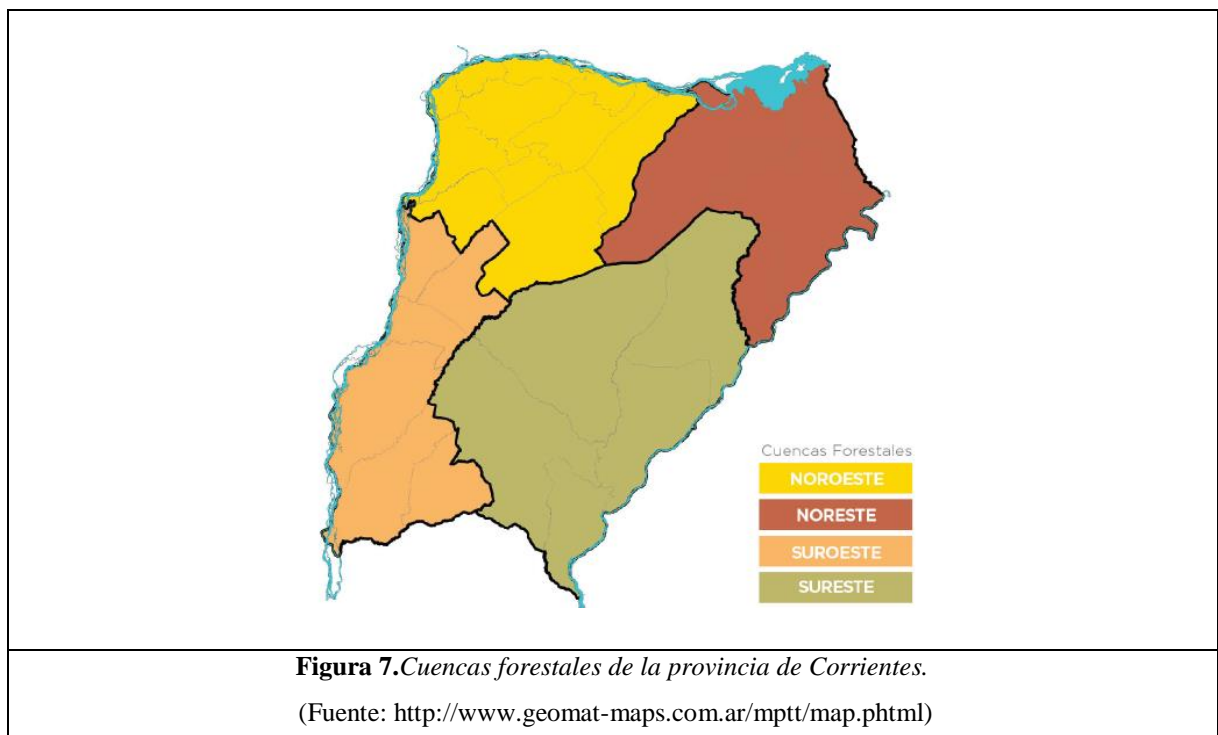 Cuencas Forestales
NOROESTE
NORESTE
SUROESTE
SURESTE
Figura 7.Cuencas forestales de la provincia de Corrientes.
(Fuente: http://www.geomat-maps.com.ar/mptt/map.phtml)